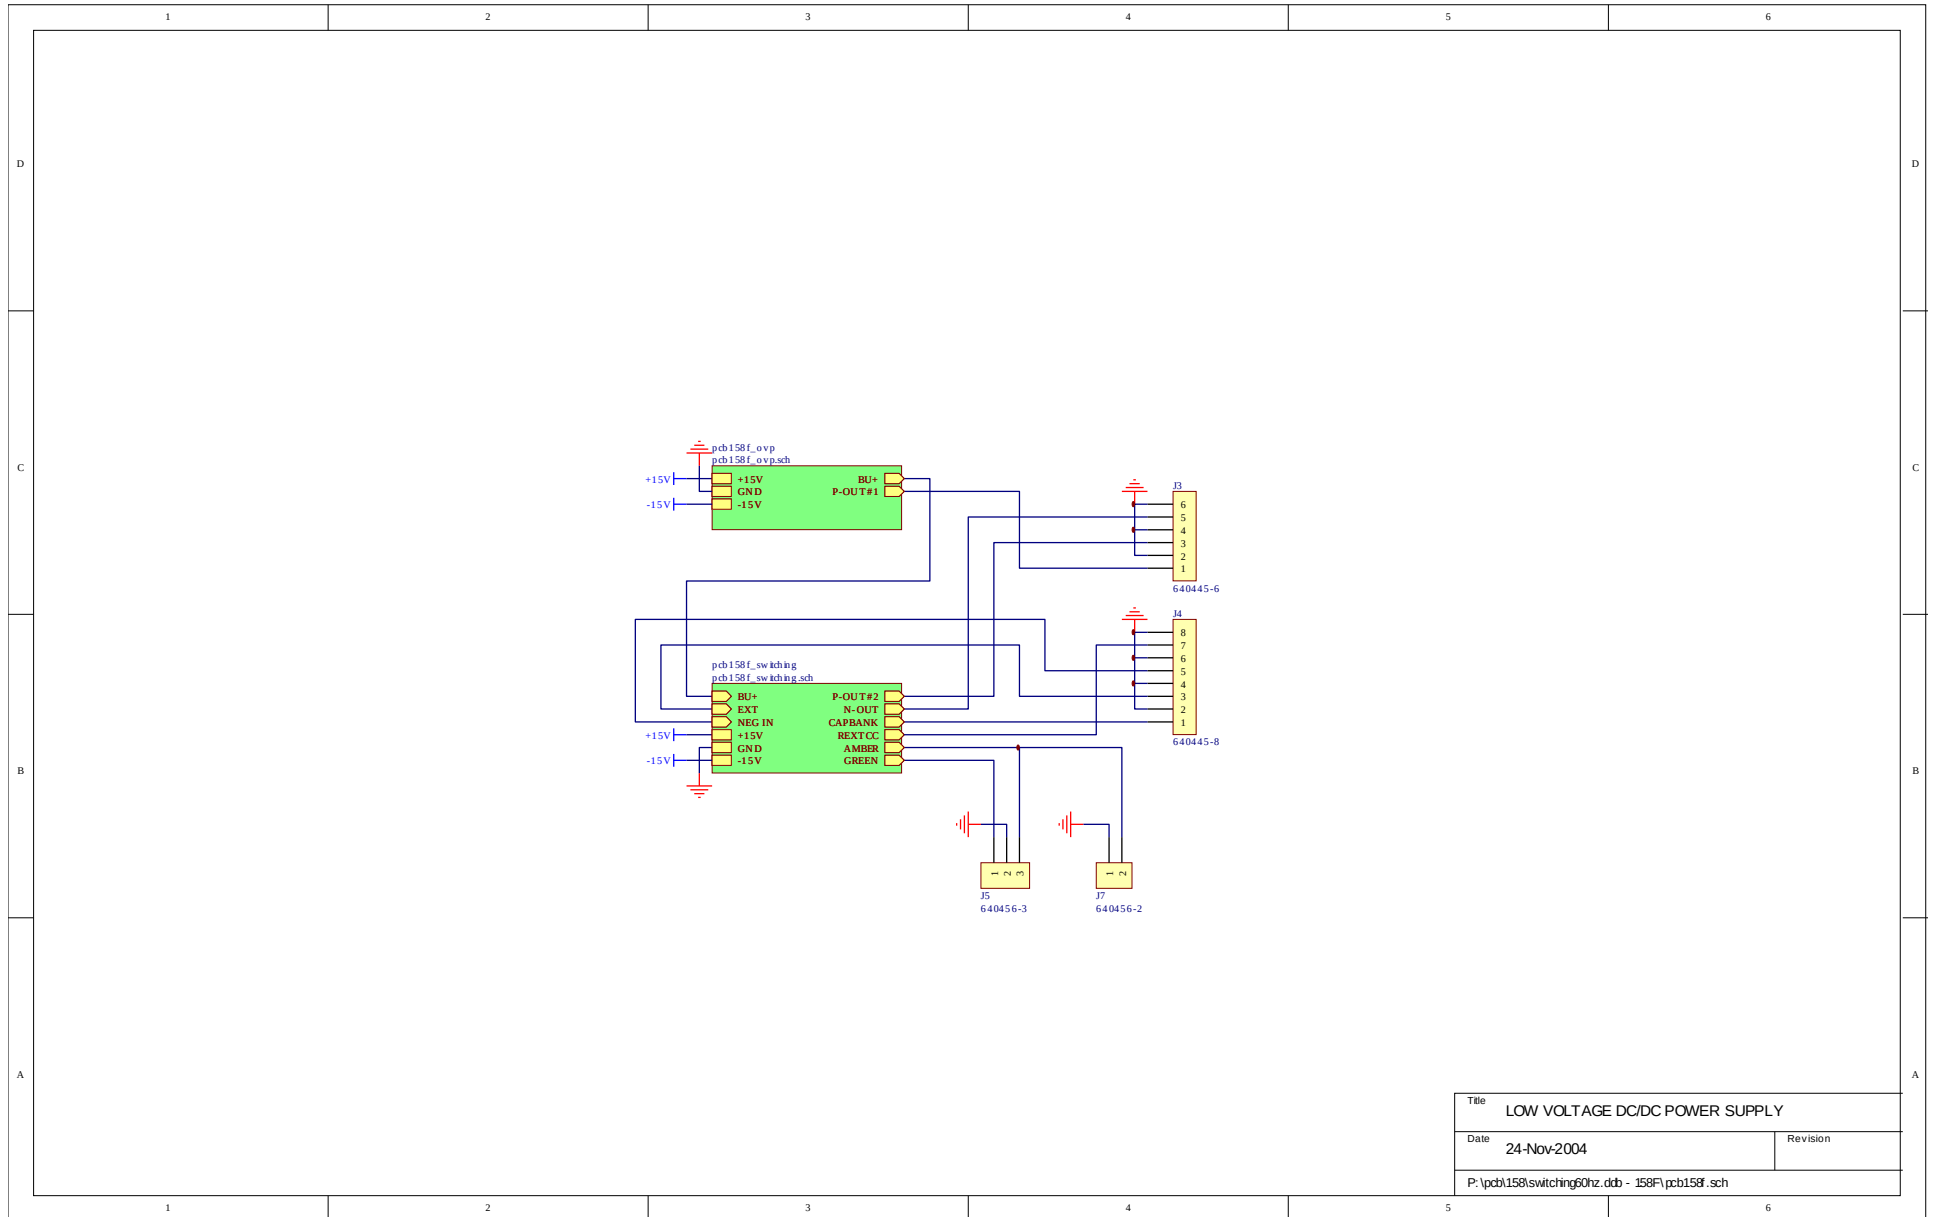 1 2 3 4 5 6
D D
C C
pcb158f_ovp
pcb158f_ovp.sch
+15V +15V BU+
GND P-OUT#1
-15V -15V
J3
6
5
4
3
2
1
640445-6
J4
8
7
6
5
4
3
2
1
640445-8
pcb158f_switching
pcb158f_switching.sch
BU+ P-OUT#2
EXT N-OUT
NEG IN CAPBANK
+15V +15V REXTCC
GND AMBER
-15V -15V GREEN
B B
1 2 3
J5
640456-3
1 2
J7
640456-2
A A
Title LOW VOLTAGE DC/DC POWER SUPPLY
Date 24-Nov-2004 Revision
P:\pcb\158\switching60hz.ddb - 158F\pcb158f.sch
1 2 3 4 5 6